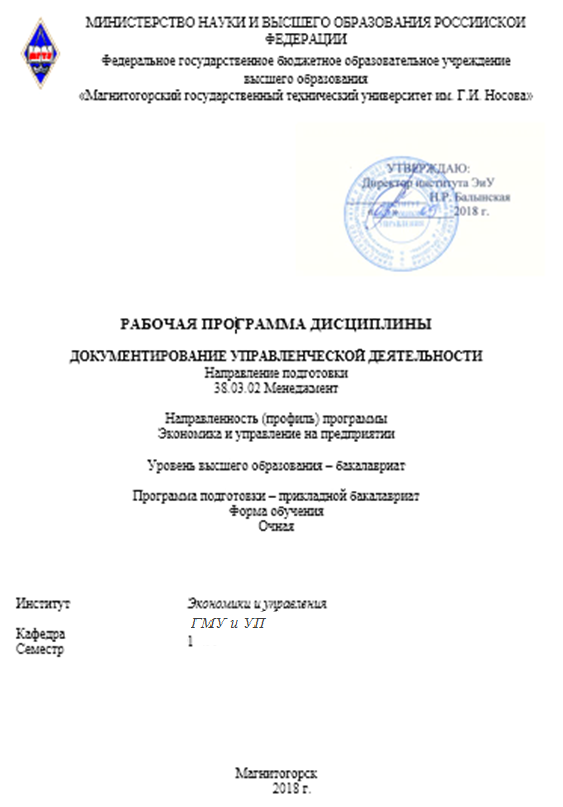 МИНИСТЕРСТВО НАУКИ И ВЫСШЕГО ОБРАЗОВАНИЯ РОССИЙСКОЙ
ФЕДЕРАЦИИ
Федеральное государственное бюджетное образовательное учреждение
высшего образования
«Магнитогорский государственный технический университет им. Г.И. Носова»
УТВЕРЖДАЮ:
Директор института ЭиУ
Н.Р. Балынская
2018 г.
РАБОЧАЯ ПРОГРАММА ДИСЦИПЛИНЫ
ДОКУМЕНТИРОВАНИЕ УПРАВЛЕНЧЕСКОЙ ДЕЯТЕЛЬНОСТИ
Направление подготовки
38.03.02 Менеджмент
Направленность (профиль) программы
Экономика и управление на предприятии
Уровень высшего образования – бакалавриат
Программа подготовки – прикладной бакалавриат
Форма обучения
Очная
Институт Экономики и управления
Кафедра ГМУ и УП
Семестр 1
Магнитогорск
2018 г.